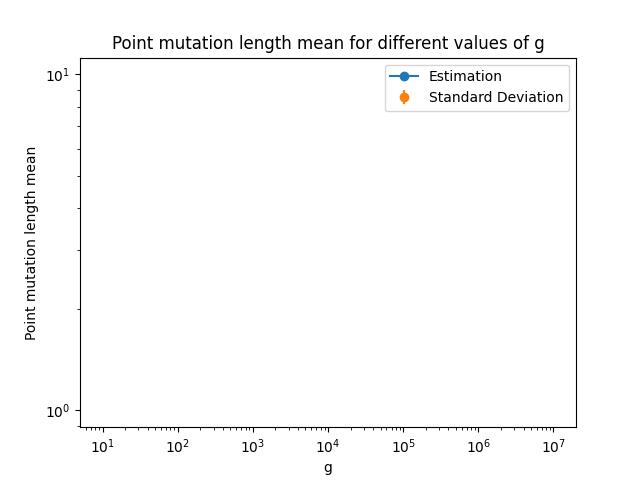 Point mutation length mean for different values of g
Estimation
Standard Deviation
Point mutation length mean
10¹
10⁰
10¹ 10² 10³ 10⁴ 10⁵ 10⁶ 10⁷
g